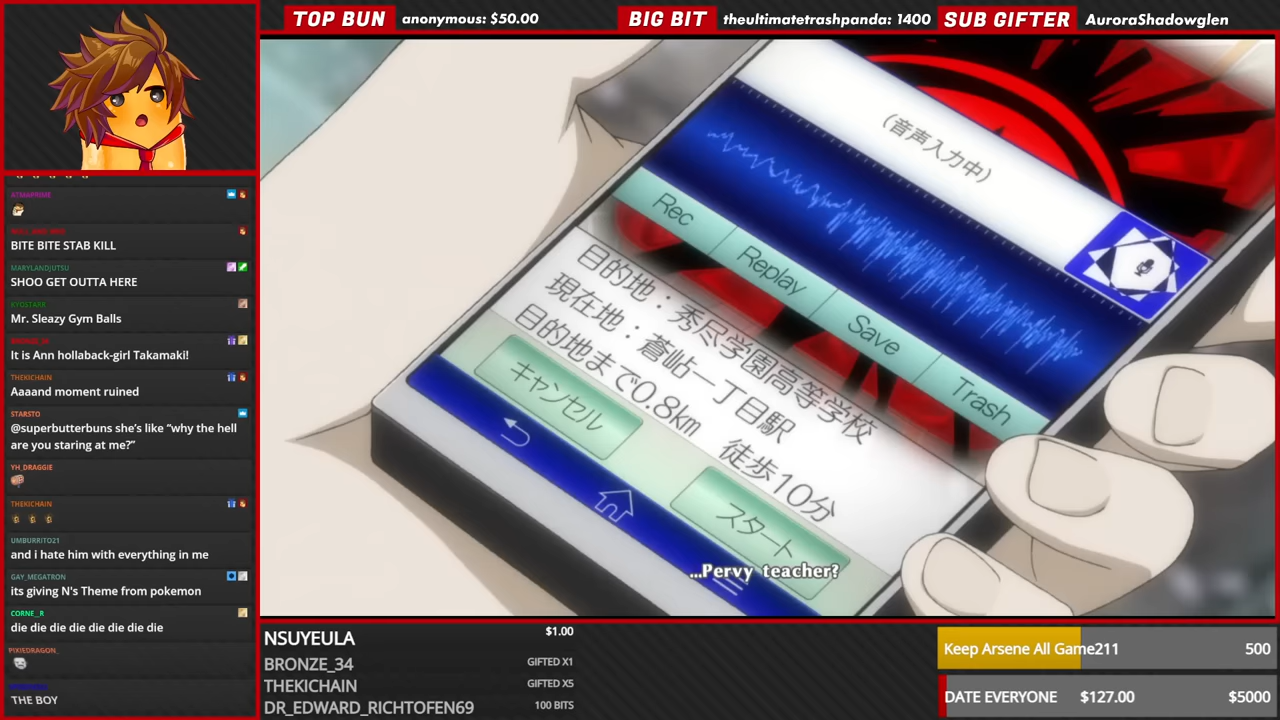 TOP BUN anonymous: $50.00 BIG BIT theultimatetrashpanda: 1400 SUB GIFTER AuroraShadowglen
ATMAPRIME
BITE BITE STAB KILL
MARYLANDJUTSU
SHOO GET OUTTA HERE
KYOSTARK
Mr. Sleazy Gym Balls
BRONZE_34
It is Ann hollaback-girl Takamaki!
THEKICHAIN
Aaaand moment ruined
STARSTO
@superbutterbuns she's like "why the hell
are you staring at me?"
YH_DRAGGIE
THEKICHAIN
UMBURRITO21
and i hate him with everything in me
GAY_MEGATRON
its giving N's Theme from pokemon
CORNE_R
die die die die die die die die
PIXIEDRAGON_
THE BOY
(音声入力中)
Rec Replay Save Trash
目的地：秀尽学園高等学校
現在地：蒼山一丁目駅
目的地まで0.8km 徒歩10分
キャンセル スタート
...Pervy teacher?
NSUYEULA $1.00
BRONZE_34 GIFTED X1
THEKICHAIN GIFTED X5
DR_EDWARD_RICHTOFEN69 100 BITS
Keep Arsene All Game211 500
DATE EVERYONE $127.00 $5000